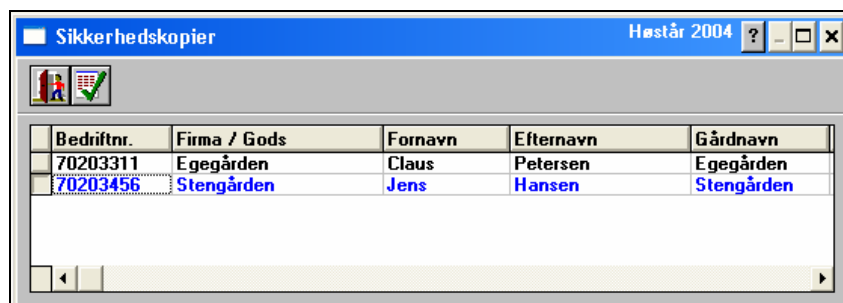 Sikkerhedskopier Høstår 2004 ?
Bedriftnr. Firma / Gods Fornavn Efternavn Gårdnavn
70203311 Egegården Claus Petersen Egegården
70203456 Stengården Jens Hansen Stengården